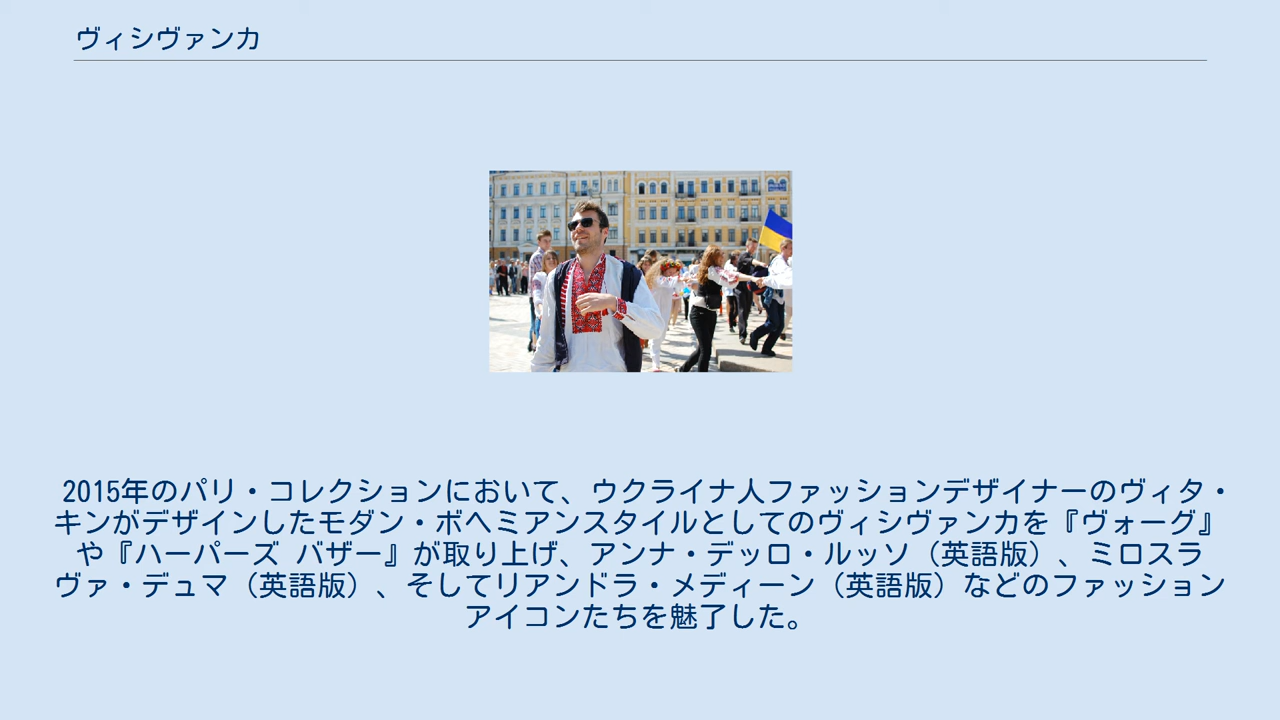 ヴィシヴァンカ
2015年のパリ・コレクションにおいて、ウクライナ人ファッションデザイナーのヴィタ・
キンがデザインしたモダン・ボヘミアンスタイルとしてのヴィシヴァンカを『ヴォーグ』
や『ハーパーズ バザー』が取り上げ、アンナ・デッロ・ルッソ（英語版）、ミロスラ
ヴァ・デュマ（英語版）、そしてリアンドラ・メディーン（英語版）などのファッション
アイコンたちを魅了した。